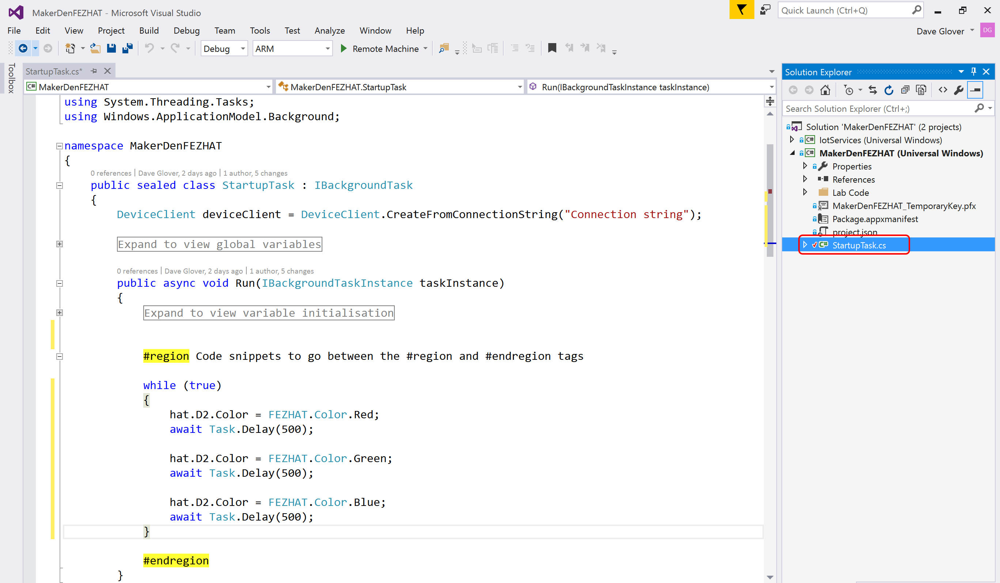 MakerDenFEZHAT - Microsoft Visual Studio
Quick Launch (Ctrl+Q)
File Edit View Project Build Debug Team Tools Test Analyze Window Help
Dave Glover DG
Debug ARM Remote Machine
Toolbox
StartupTask.cs*
C# MakerDenFEZHAT MakerDenFEZHAT.StartupTask Run(IBackgroundTaskInstance taskInstance)
using System.Threading.Tasks;
using Windows.ApplicationModel.Background;
namespace MakerDenFEZHAT
{
0 references | Dave Glover, 2 days ago | 1 author, 5 changes
public sealed class StartupTask : IBackgroundTask
{
DeviceClient deviceClient = DeviceClient.CreateFromConnectionString("Connection string");
Expand to view global variables
0 references | Dave Glover, 2 days ago | 1 author, 5 changes
public async void Run(IBackgroundTaskInstance taskInstance)
{
Expand to view variable initialisation
#region Code snippets to go between the #region and #endregion tags
while (true)
{
hat.D2.Color = FEZHAT.Color.Red;
await Task.Delay(500);
hat.D2.Color = FEZHAT.Color.Green;
await Task.Delay(500);
hat.D2.Color = FEZHAT.Color.Blue;
await Task.Delay(500);
}
#endregion
}
Solution Explorer
Search Solution Explorer (Ctrl+;)
Solution 'MakerDenFEZHAT' (2 projects)
C# IotServices (Universal Windows)
C# MakerDenFEZHAT (Universal Windows)
Properties
References
Lab Code
MakerDenFEZHAT_TemporaryKey.pfx
Package.appxmanifest
project.json
C# StartupTask.cs